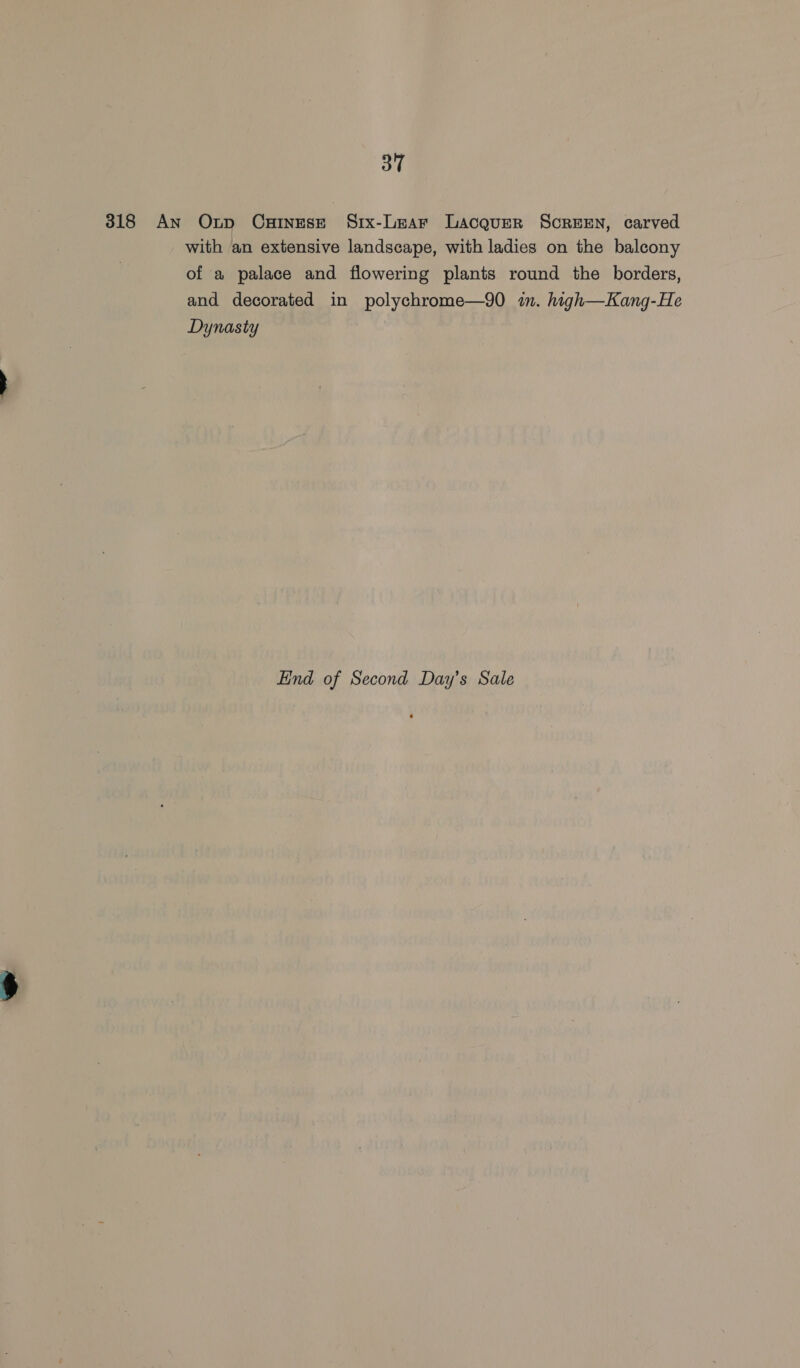 37
318 An Old Chinese Six-Leaf Lacquer Screen, carved
with an extensive landscape, with ladies on the balcony
of a palace and flowering plants round the borders,
and decorated in polychrome—90 in. high—Kang-He
Dynasty
End of Second Day's Sale